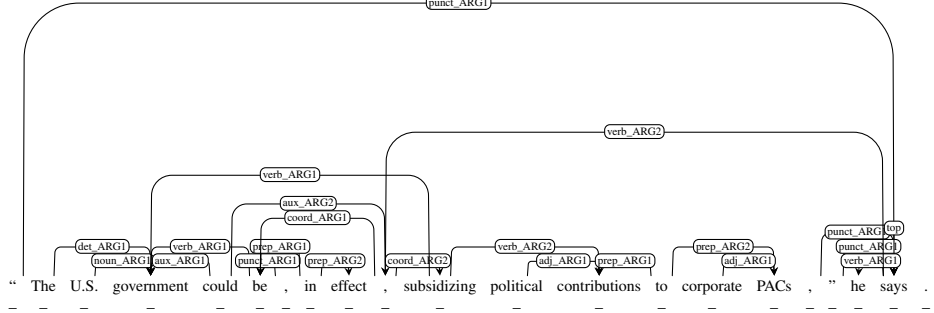 punct_ARG1
verb_ARG2
verb_ARG1
aux_ARG2
coord_ARG1
det_ARG1 verb_ARG1 prep_ARG1 verb_ARG2 prep_ARG2 punct_ARG1 top
noun_ARG1 aux_ARG1 punct_ARG1 prep_ARG2 coord_ARG2 adj_ARG1 prep_ARG1 adj_ARG1 punct_ARG1
verb_ARG1
“ The U.S. government could be , in effect , subsidizing political contributions to corporate PACs , ” he says .